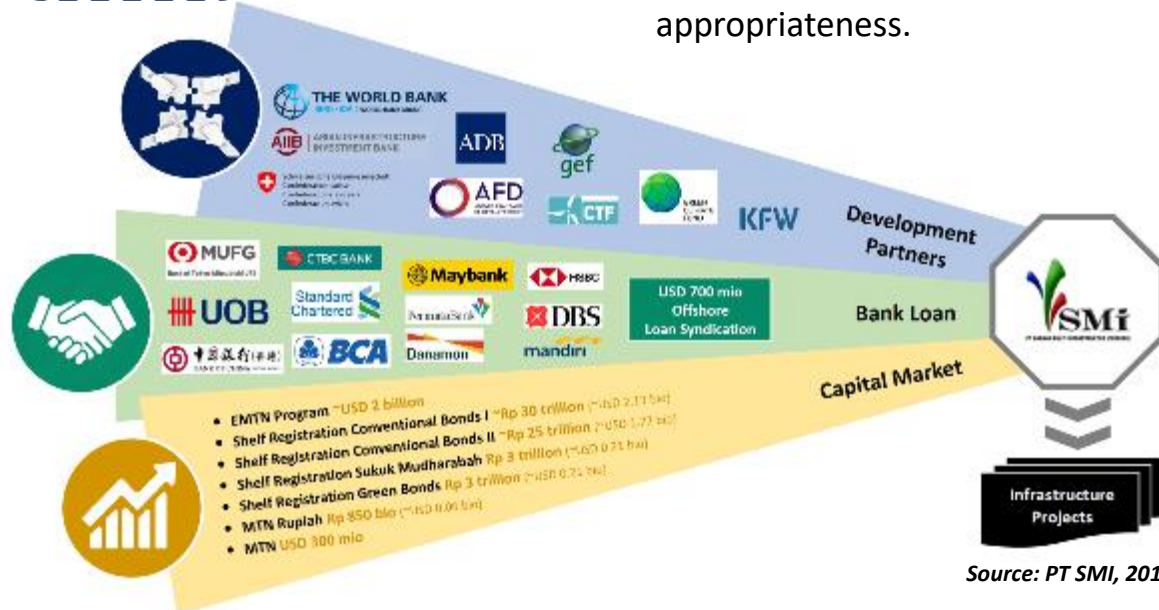 appropriateness.
THE WORLD BANK
AIIB
ASIAN INFRASTRUCTURE
INVESTMENT BANK
ADB
gef
AFD
CTF
GREEN
CLIMATE
FUND
KFW
Development
Partners
MUFG
CTBC BANK
Maybank
HSBC
UOB
Standard
Chartered
PermataBank
DBS
USD 700 mio
Offshore
Loan Syndication
Bank Loan
BCA
Danamon
mandiri
SMi
Capital Market
• EMTN Program ~USD 2 billion
• Shelf Registration Conventional Bonds I ~Rp 30 trillion
• Shelf Registration Conventional Bonds II ~Rp 25 trillion
• Shelf Registration Sukuk Mudharabah Rp 3 trillion
• Shelf Registration Green Bonds Rp 3 trillion
• MTN Rupiah Rp 850 bio
• MTN USD 300 mio
Infrastructure
Projects
Source: PT SMI, 201